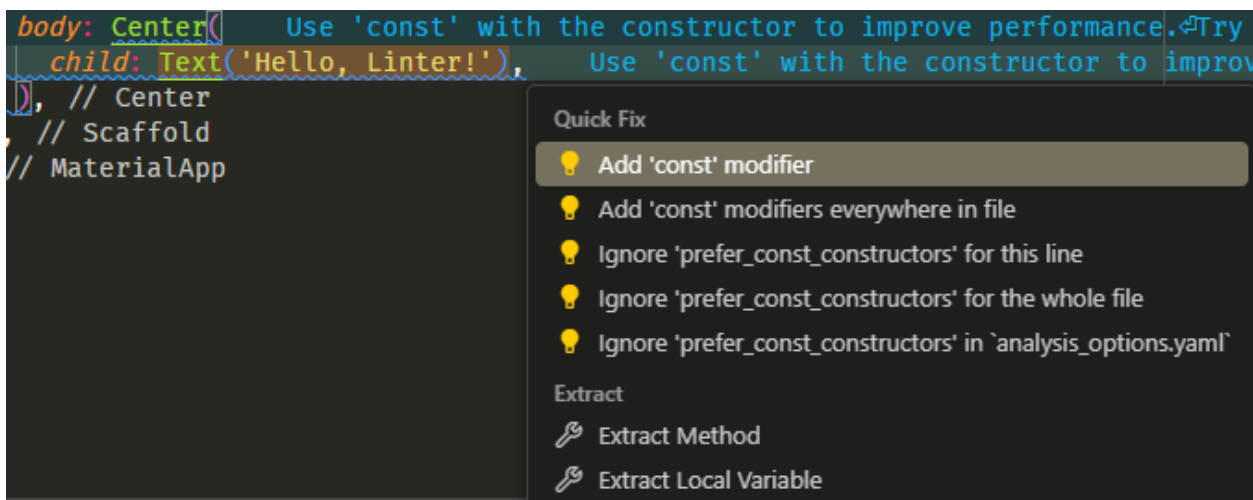 body: Center(    Use 'const' with the constructor to improve performance.⏎Try
child: Text('Hello, Linter!'),    Use 'const' with the constructor to improv
), // Center
, // Scaffold
// MaterialApp
Quick Fix
Add 'const' modifier
Add 'const' modifiers everywhere in file
Ignore 'prefer_const_constructors' for this line
Ignore 'prefer_const_constructors' for the whole file
Ignore 'prefer_const_constructors' in `analysis_options.yaml`
Extract
Extract Method
Extract Local Variable